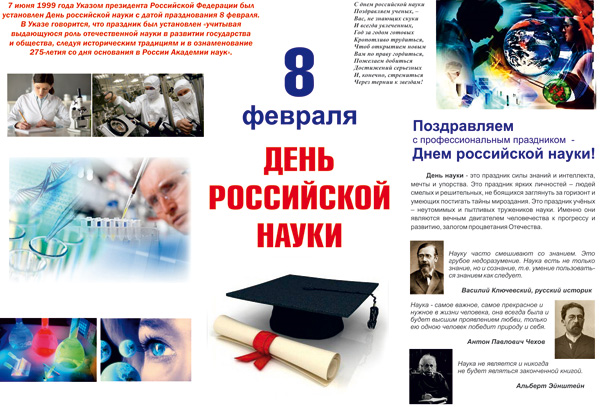 7 июня 1999 года Указом президента Российской Федерации был
установлен День российской науки с датой празднования 8 февраля.
В Указе говорится, что праздник был установлен -учитывая
выдающуюся роль отечественной науки в развитии государства
и общества, следуя историческим традициям и в ознаменование
275-летия со дня основания в России Академии наук-.
С днем российской науки
Поздравляем ученых, –
Вас, не знающих скуки
И всегда увлеченных,
Год за годом готовых
Кропотливо трудиться,
Чтоб открытием новым
Вам по праву гордиться,
Пожелаем добиться
Достижений серьезных
И, конечно, стремиться
Через тернии к звездам!
8
февраля
ДЕНЬ
РОССИЙСКОЙ
НАУКИ
Поздравляем
с профессиональным праздником -
Днем российской науки!
День науки - это праздник силы знаний и интеллекта,
мечты и упорства. Это праздник ярких личностей – людей
смелых и решительных, не боящихся заглянуть за горизонт и
умеющих постигать тайны мироздания. Это праздник учёных
– неутомимых и пытливых тружеников науки. Именно они
являются вечным двигателем человечества к прогрессу и
развитию, залогом процветания Отечества.
Науку часто смешивают со знанием. Это
грубое недоразумение. Наука есть не только
знание, но и сознание, т.е. умение пользовать-
ся знанием как следует.
Василий Ключевский, русский историк
Наука - самое важное, самое прекрасное и
нужное в жизни человека, она всегда была и
будет высшим проявлением любви, только
ею одною человек победит природу и себя.
Антон Павлович Чехов
Наука не является и никогда
не будет являться законченной книгой.
Альберт Эйнштейн